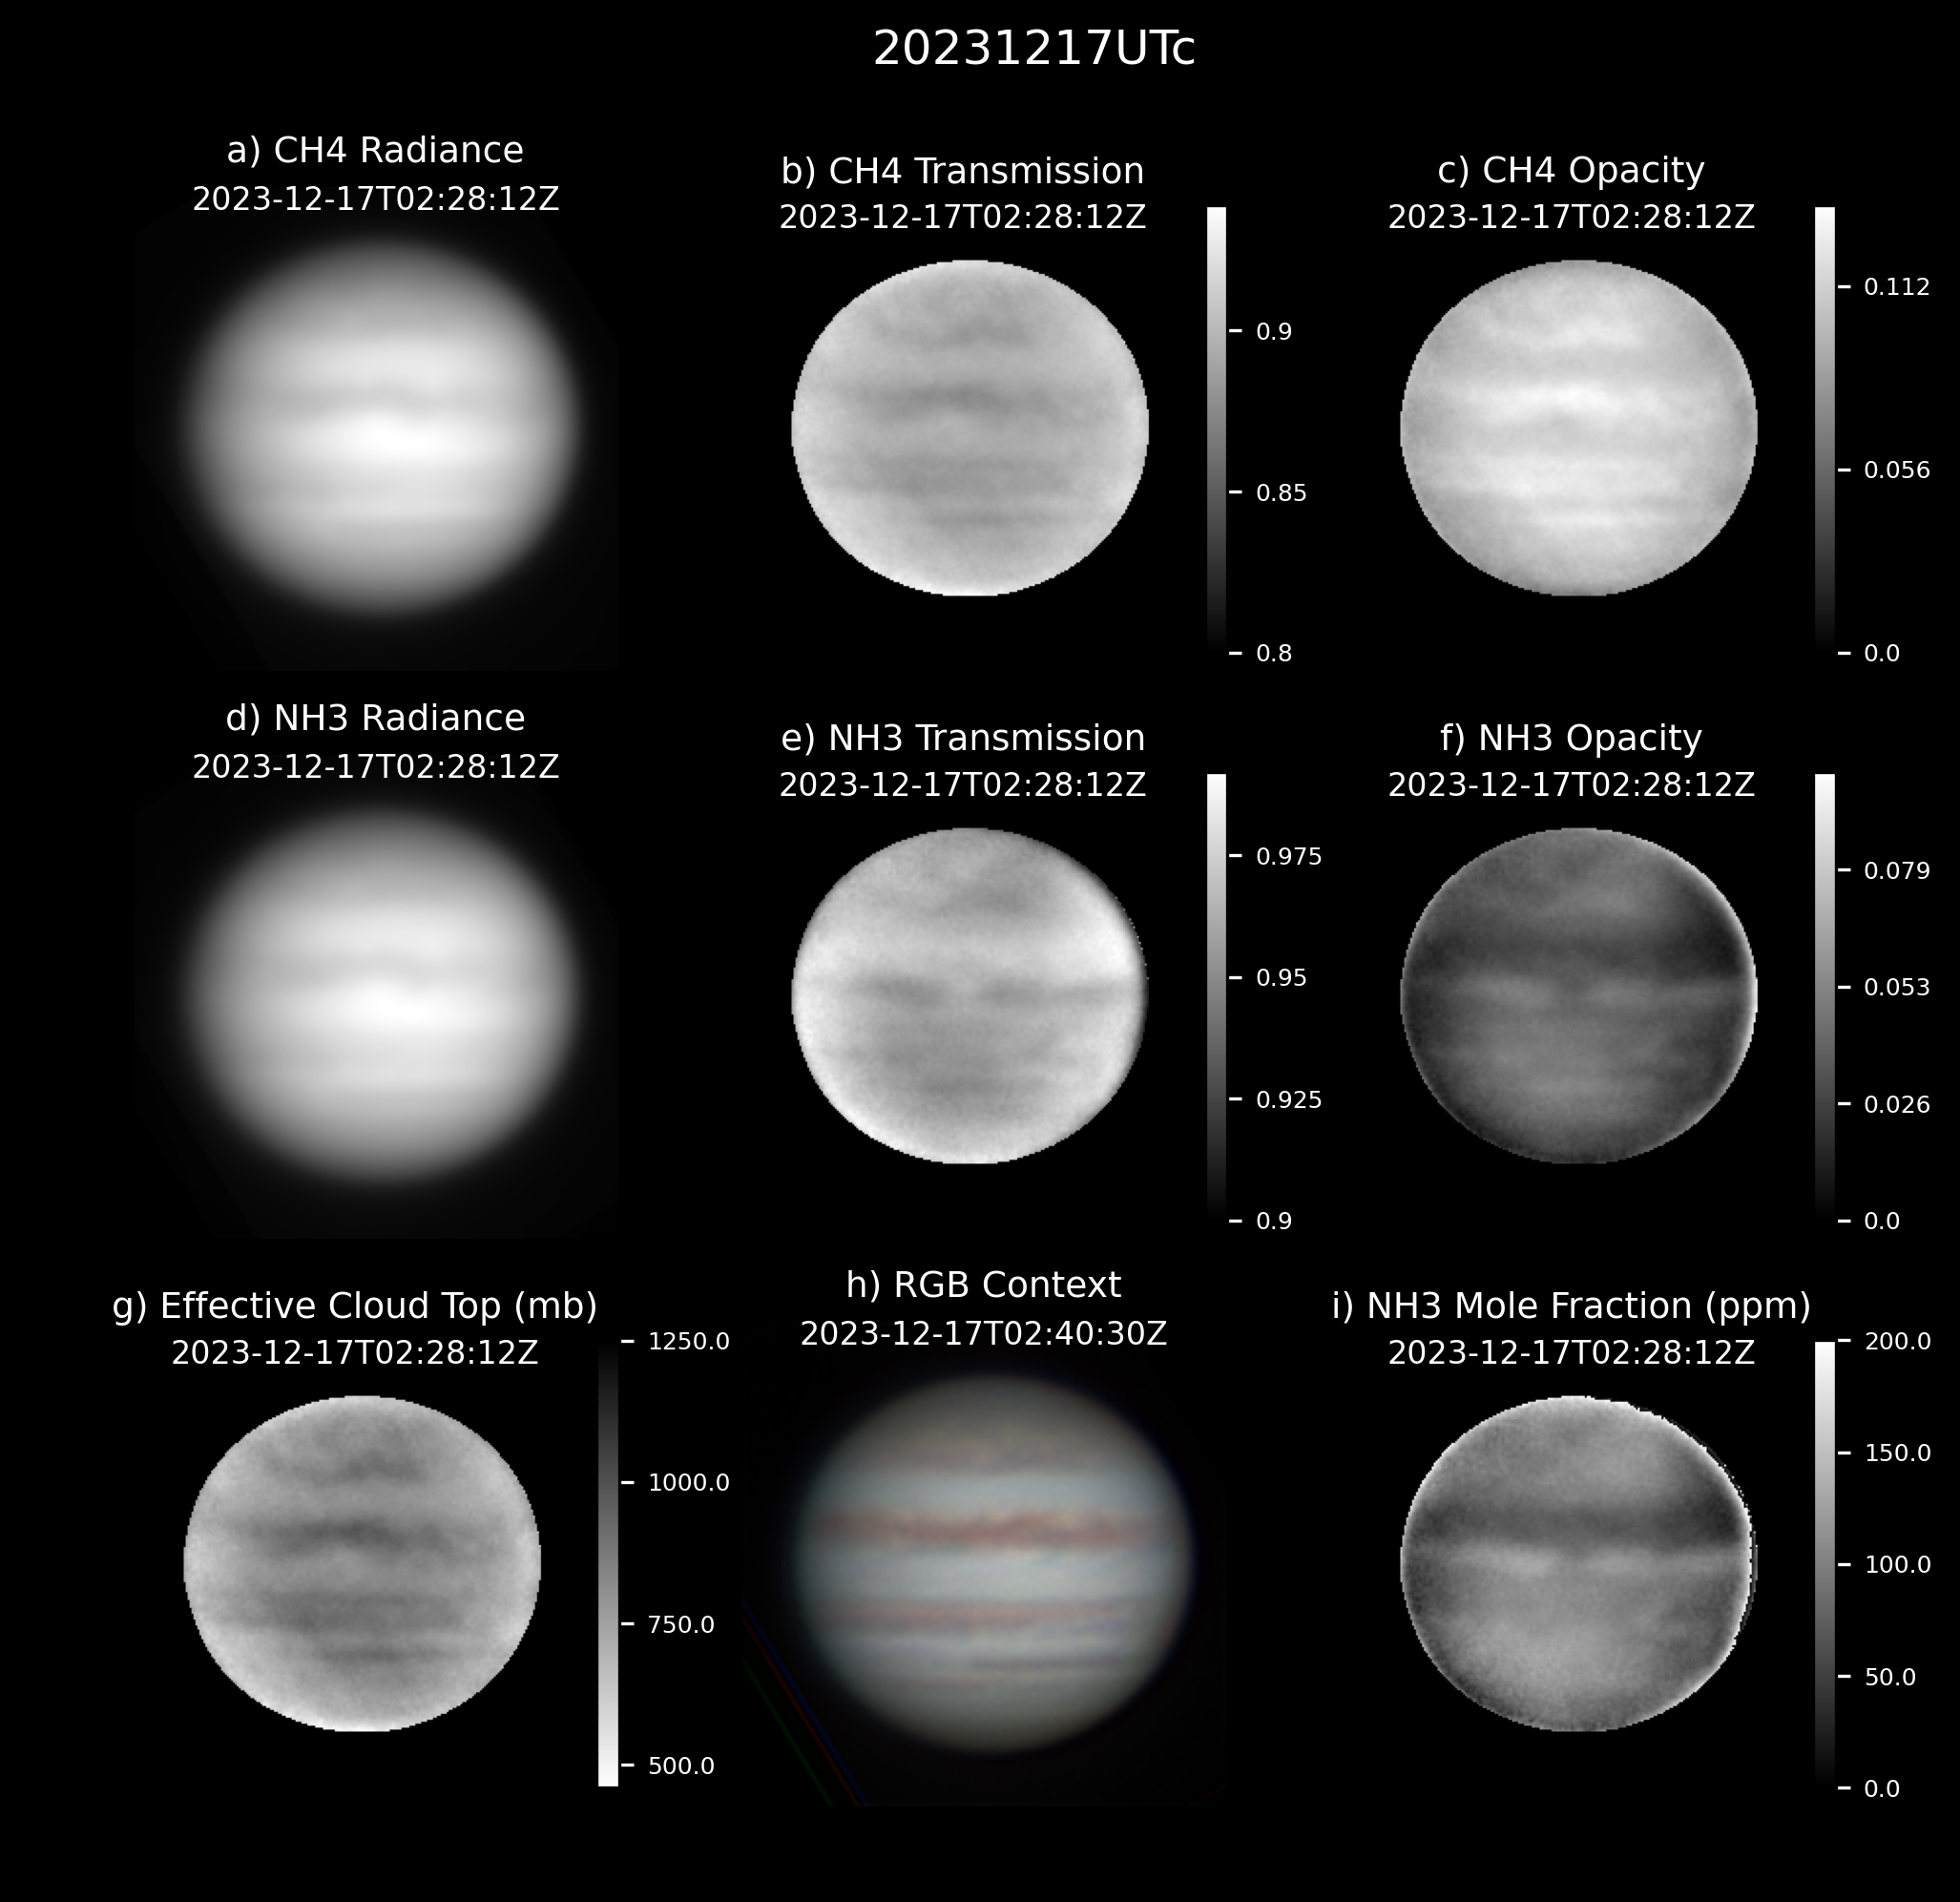 20231217UTc
a) CH4 Radiance
2023-12-17T02:28:12Z
b) CH4 Transmission
2023-12-17T02:28:12Z
0.9
0.85
0.8
c) CH4 Opacity
2023-12-17T02:28:12Z
0.112
0.056
0.0
d) NH3 Radiance
2023-12-17T02:28:12Z
e) NH3 Transmission
2023-12-17T02:28:12Z
0.975
0.95
0.925
0.9
f) NH3 Opacity
2023-12-17T02:28:12Z
0.079
0.053
0.026
0.0
g) Effective Cloud Top (mb)
2023-12-17T02:28:12Z
1250.0
1000.0
750.0
500.0
h) RGB Context
2023-12-17T02:40:30Z
i) NH3 Mole Fraction (ppm)
2023-12-17T02:28:12Z
200.0
150.0
100.0
50.0
0.0